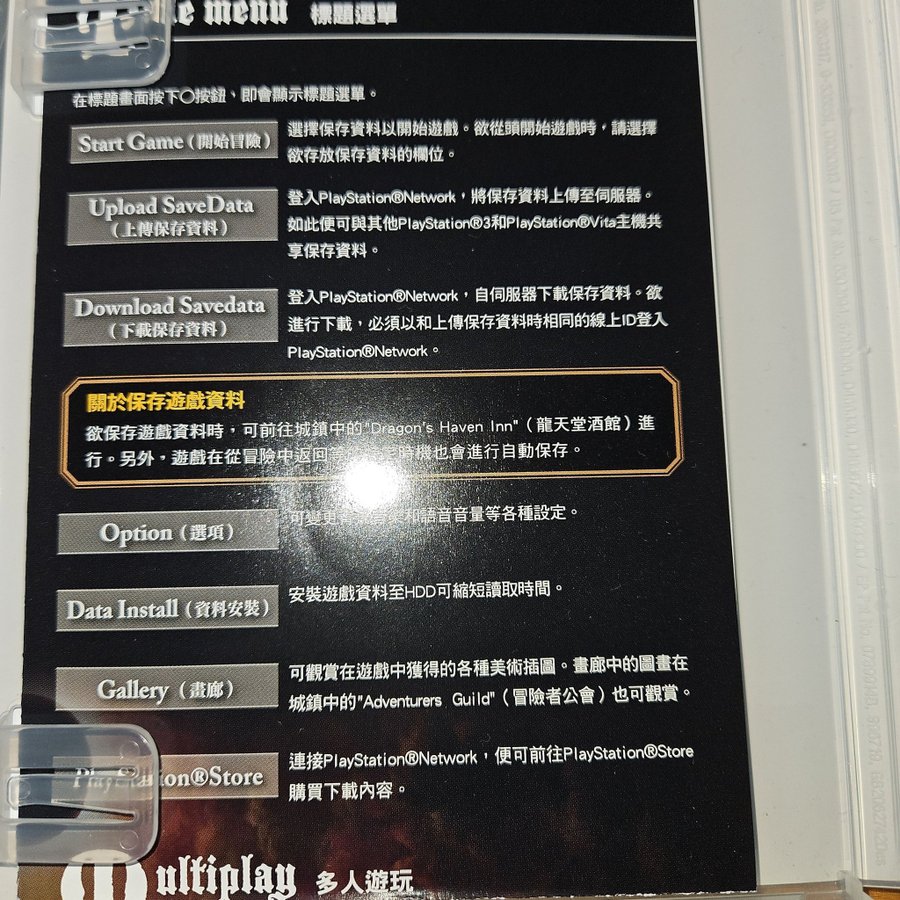 le menu 標題選單
在標題畫面按下○按鈕、即會顯示標題選單。
Start Game（開始冒險）
選擇保存資料以開始遊戲。欲從頭開始遊戲時，請選擇
欲存放保存資料的欄位。
Upload SaveData
（上傳保存資料）
登入PlayStation®Network，將保存資料上傳至伺服器。
如此便可與其他PlayStation®3和PlayStation®Vita主機共
享保存資料。
Download Savedata
（下載保存資料）
登入PlayStation®Network，自伺服器下載保存資料。欲
進行下載，必須以和上傳保存資料時相同的線上ID登入
PlayStation®Network。
關於保存遊戲資料
欲保存遊戲資料時，可前往城鎮中的"Dragon's Haven Inn"（龍天堂酒館）進
行。另外，遊戲在從冒險中返回等 時機也會進行自動保存。
Option（選項）
可變更 和語音音量等各種設定。
Data Install（資料安裝）
安裝遊戲資料至HDD可縮短讀取時間。
Gallery（畫廊）
可觀賞在遊戲中獲得的各種美術插圖。畫廊中的圖畫在
城鎮中的"Adventurers Guild"（冒險者公會）也可觀賞。
PlayStation®Store
連接PlayStation®Network，便可前往PlayStation®Store
購買下載內容。
Multiplay 多人遊玩